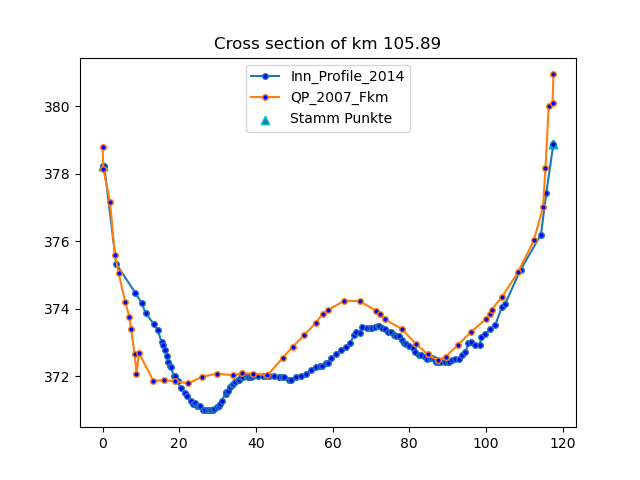 Cross section of km 105.89
Inn_Profile_2014
QP_2007_Fkm
Stamm Punkte
380
378
376
374
372
0 20 40 60 80 100 120